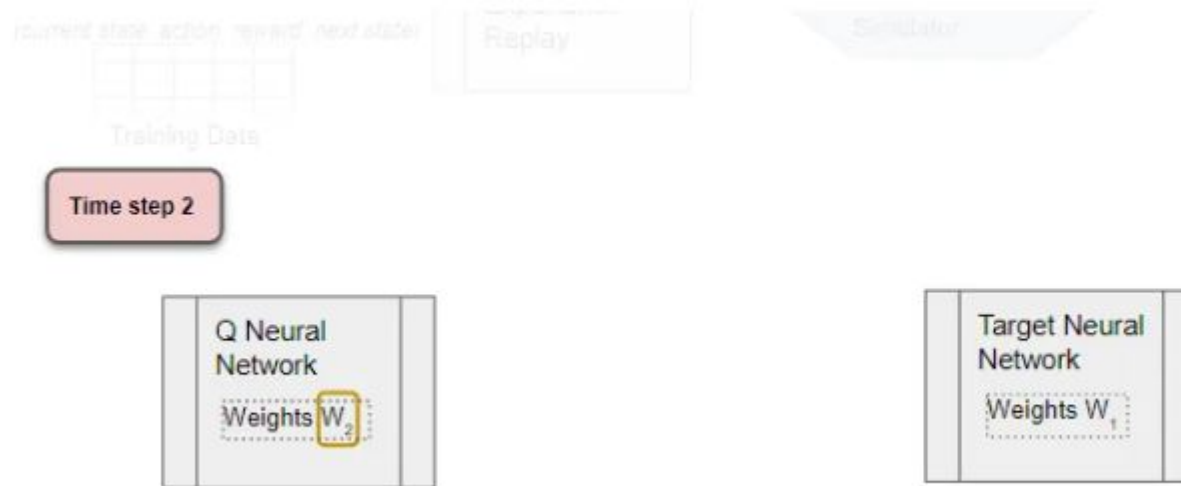 (current state, action, reward, next state)
Replay
Simulator
Training Data
Time step 2
Q Neural
Network
Weights W2
Target Neural
Network
Weights W1